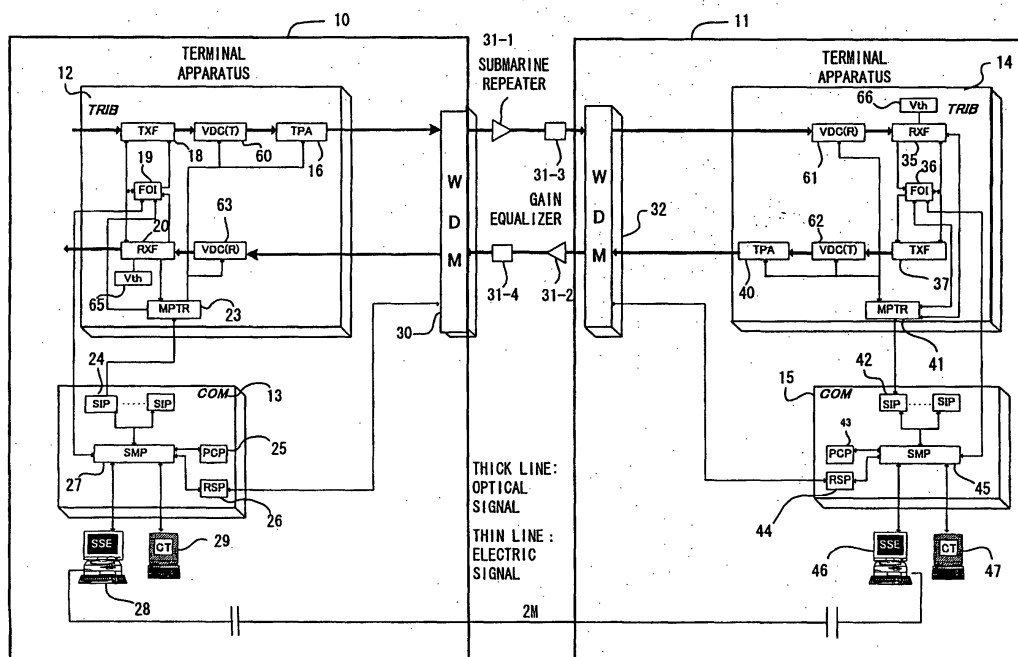 10
11
31-1
TERMINAL
APPARATUS
SUBMARINE
REPEATER
TERMINAL
APPARATUS
12
14
TRIB
66
Vth
TRIB
TXF
VDC(T)
TPA
VDC(R)
RXF
19
18
60
16
31-3
61
35
36
FOI
FOI
W
D
M
W
D
M
GAIN
EQUALIZER
32
20
63
62
RXF
VDC(R)
TPA
VDC(T)
TXF
Vth
31-4
31-2
40
37
65
MPTR
23
30
MPTR
41
24
COM
13
42
15
COM
SIP
SIP
SIP
SIP
25
43
SMP
PCP
PCP
SMP
27
RSP
26
RSP
44
45
THICK LINE:
OPTICAL
SIGNAL
THIN LINE :
ELECTRIC
SIGNAL
SSE
CT
29
SSE
CT
28
46
47
2M